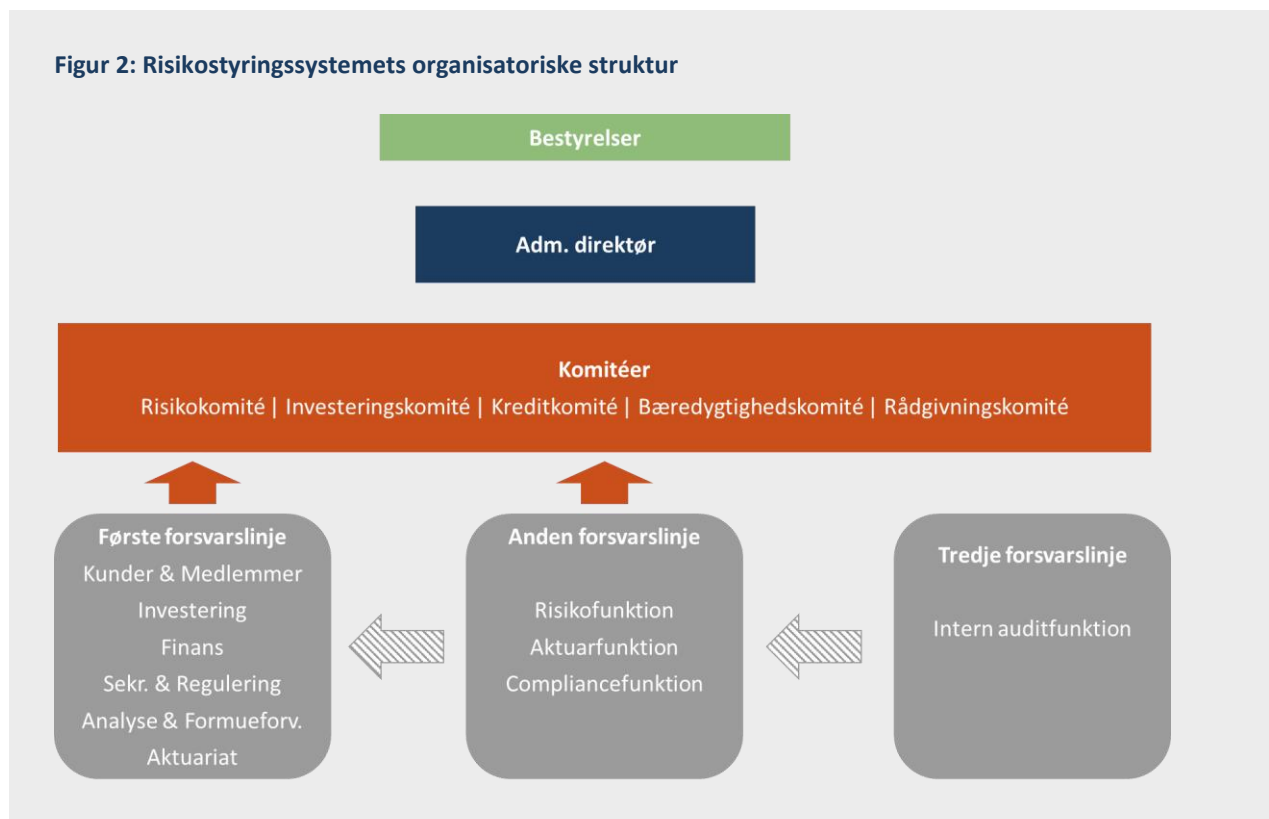 Figur 2: Risikostyringssystemets organisatoriske struktur
Bestyrelser
Adm. direktør
Komitéer
Risikokomité | Investeringskomité | Kreditkomité | Bæredygtighedskomité | Rådgivningskomité
Første forsvarslinje
Kunder & Medlemmer
Investering
Finans
Sekr. & Regulering
Analyse & Formueforv.
Aktuariat
Anden forsvarslinje
Risikofunktion
Aktuarfunktion
Compliancefunktion
Tredje forsvarslinje
Intern auditfunktion